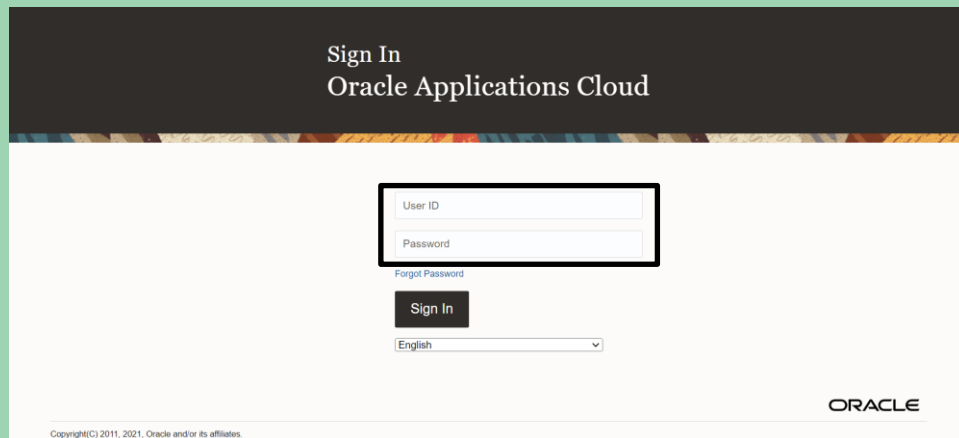 Sign In
Oracle Applications Cloud
User ID
Password
Forgot Password
Sign In
English
ORACLE
Copyright(C) 2011, 2021, Oracle and/or its affiliates.